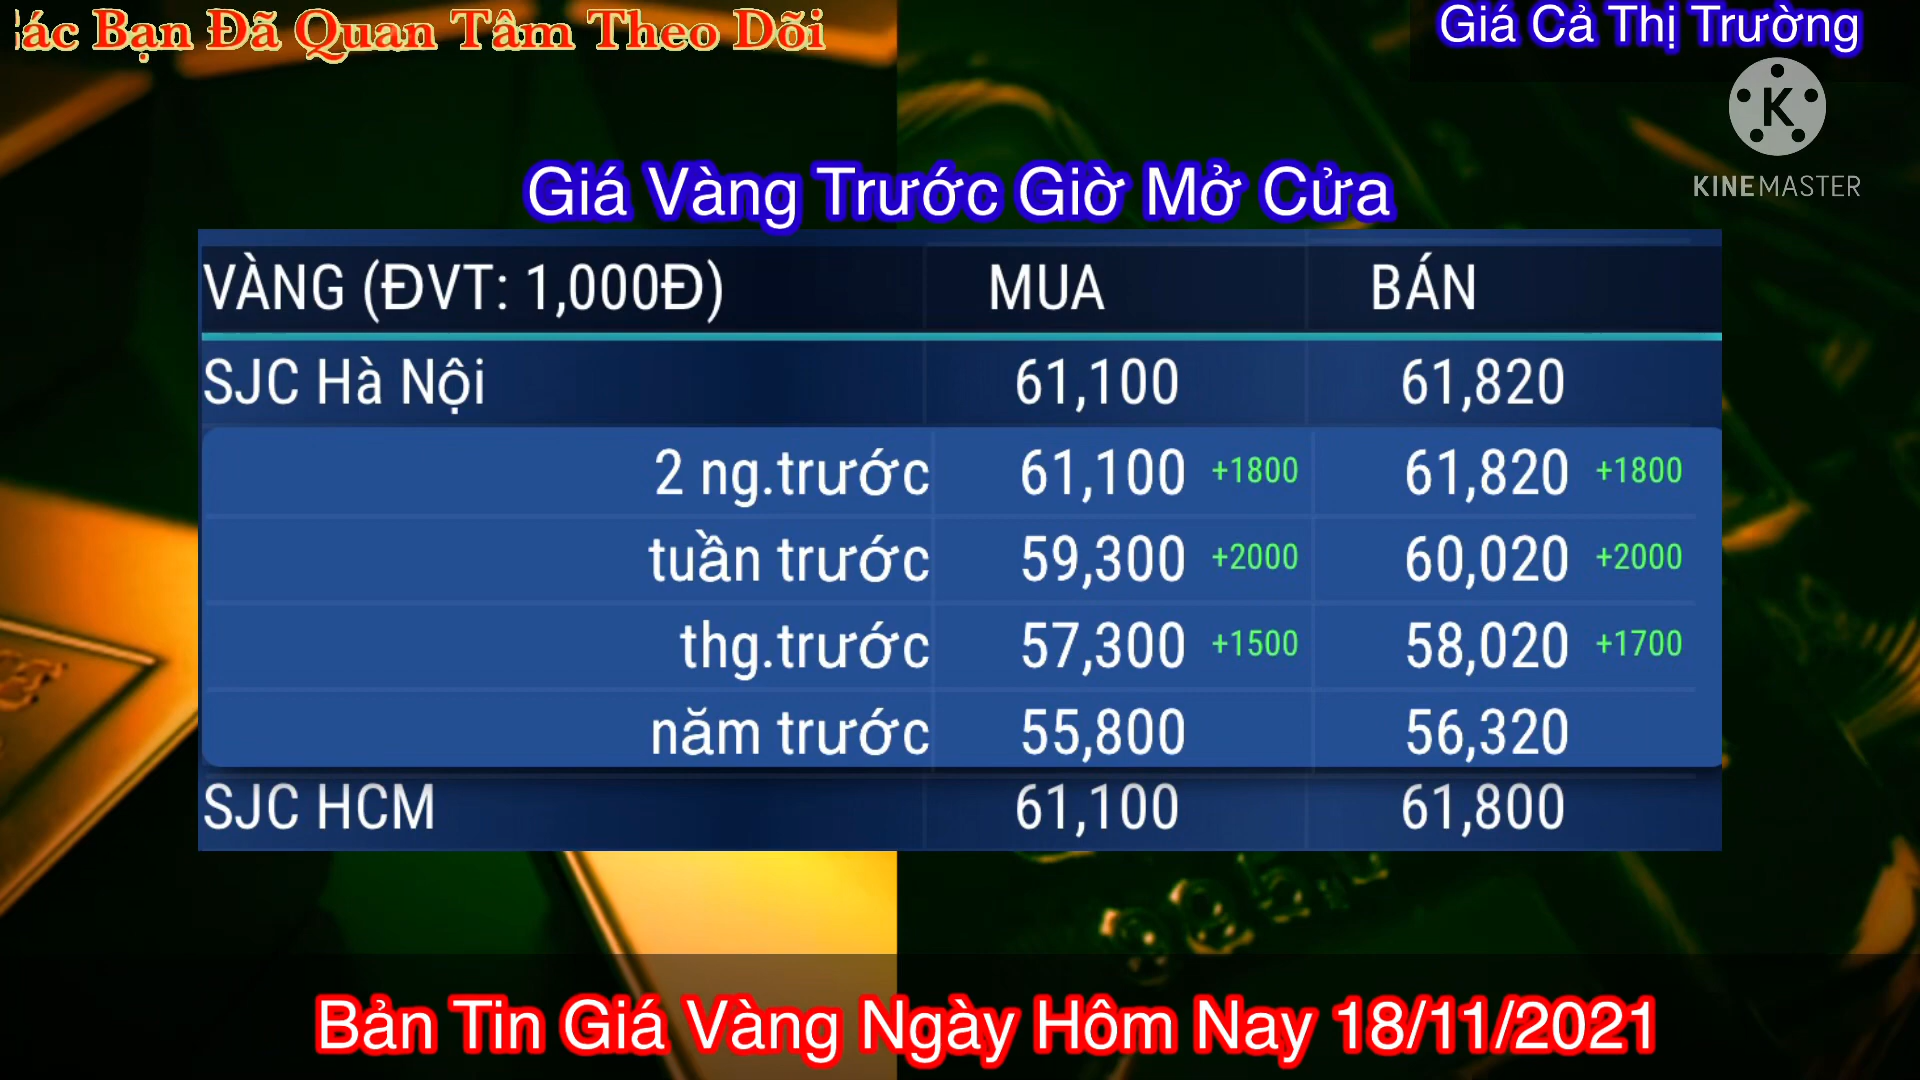 Bạn Đã Quan Tâm Theo Dõi
Giá Cả Thị Trường
K
KINEMASTER
Giá Vàng Trước Giờ Mở Cửa
VÀNG (ĐVT: 1,000Đ) MUA BÁN
SJC Hà Nội 61,100 61,820
2 ng.trước 61,100 +1800 61,820 +1800
tuần trước 59,300 +2000 60,020 +2000
thg.trước 57,300 +1500 58,020 +1700
năm trước 55,800 56,320
SJC HCM 61,100 61,800
Bản Tin Giá Vàng Ngày Hôm Nay 18/11/2021